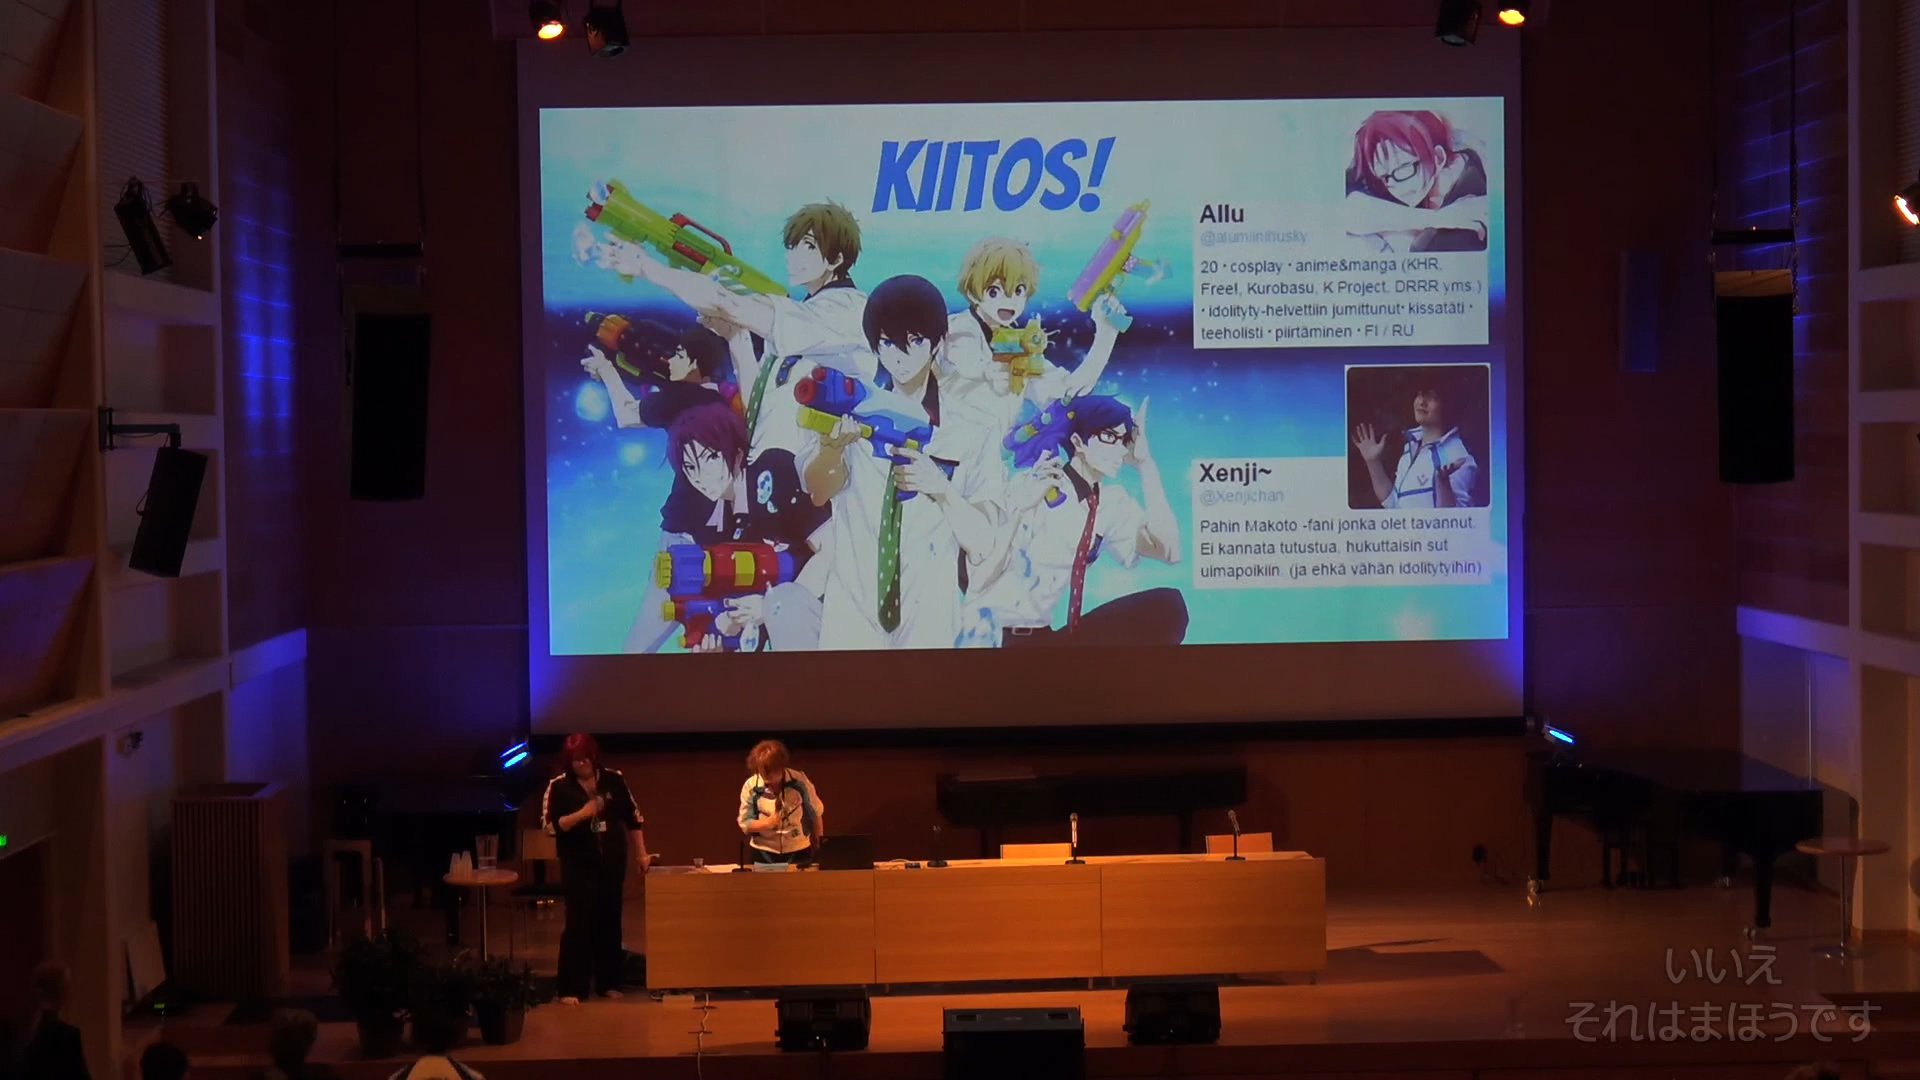 KIITOS!
Allu
@alumiinihusky
20 • cosplay • anime&manga (KHR,
Free!, Kurobasu, K Project, DRRR yms.)
• idolityty-helvettiin jumittunut • kissatäti •
teeholisti • piirtäminen • FI / RU
Xenji~
@Xenjichan
Pahin Makoto -fani jonka olet tavannut.
Ei kannata tutustua, hukuttaisin sut
uimapoikiin. (ja ehkä vähän idolitytyihin)
いいえ
それはまほうです